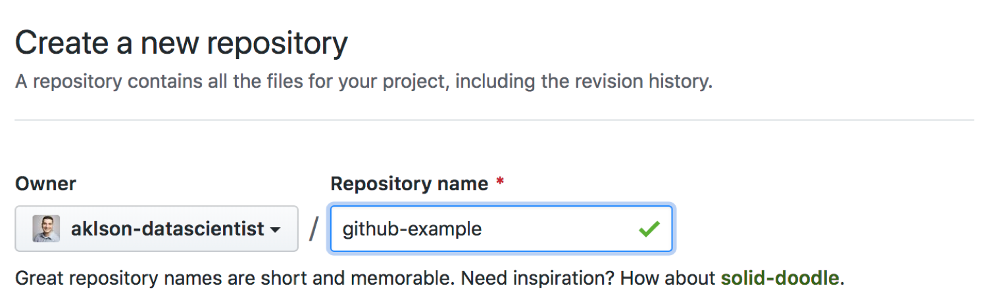 Create a new repository
A repository contains all the files for your project, including the revision history.
Owner
Repository name *
aklson-datascientist
/
github-example
Great repository names are short and memorable. Need inspiration? How about solid-doodle.